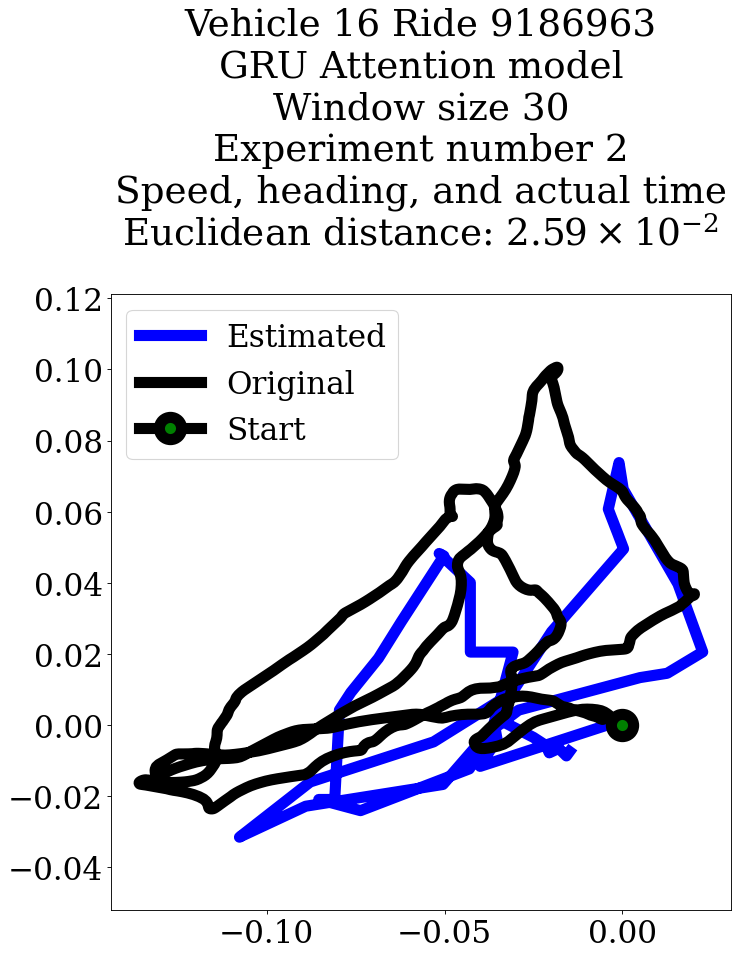 Vehicle 16 Ride 9186963
GRU Attention model
Window size 30
Experiment number 2
Speed, heading, and actual time
Euclidean distance: 2.59 × 10⁻²
Estimated
Original
Start
0.12
0.10
0.08
0.06
0.04
0.02
0.00
−0.02
−0.04
−0.10 −0.05 0.00